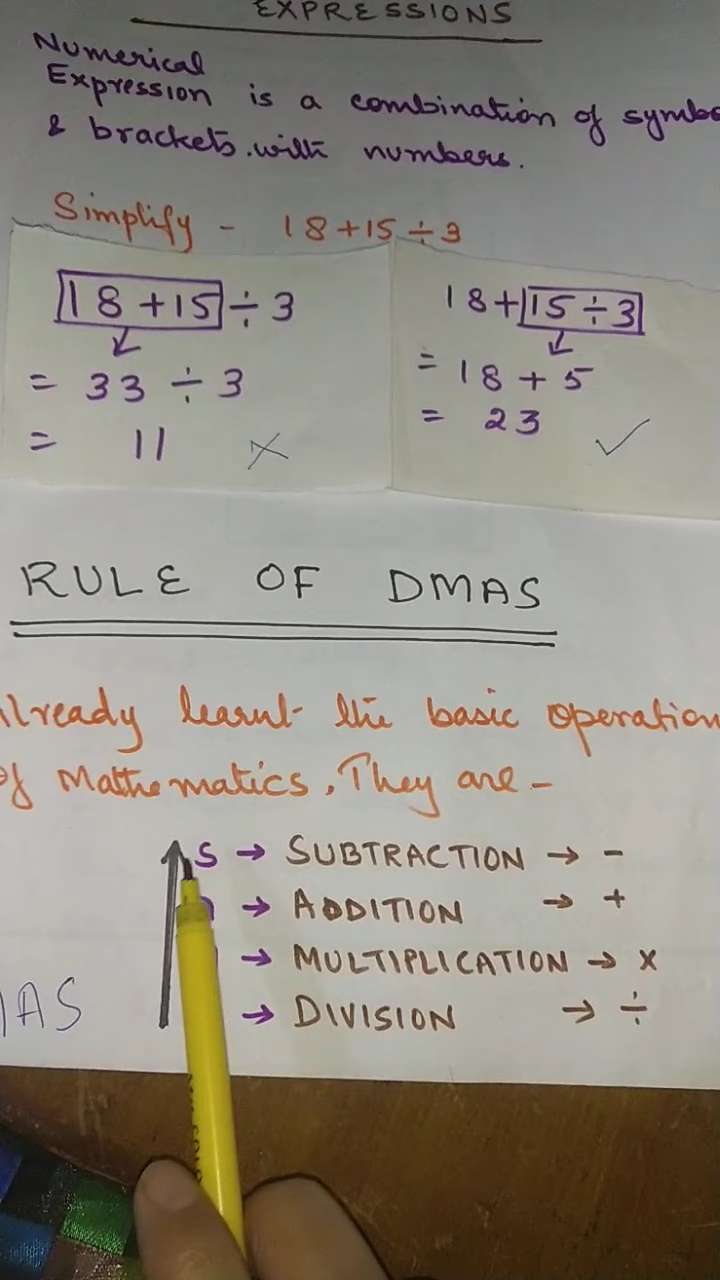 EXPRESSIONS
Numerical
Expression is a combination of
& brackets. with numbers.
Simplify - 18+15÷3
18+15÷3
= 33÷3
= 11 ×
18+15÷3
= 18+5
= 23 ✓
RULE OF DMAS
Already learnt the basic
of Mathematics. They are -
S → SUBTRACTION → -
→ ADDITION → +
→ MULTIPLICATION → ×
→ DIVISION → ÷
AS